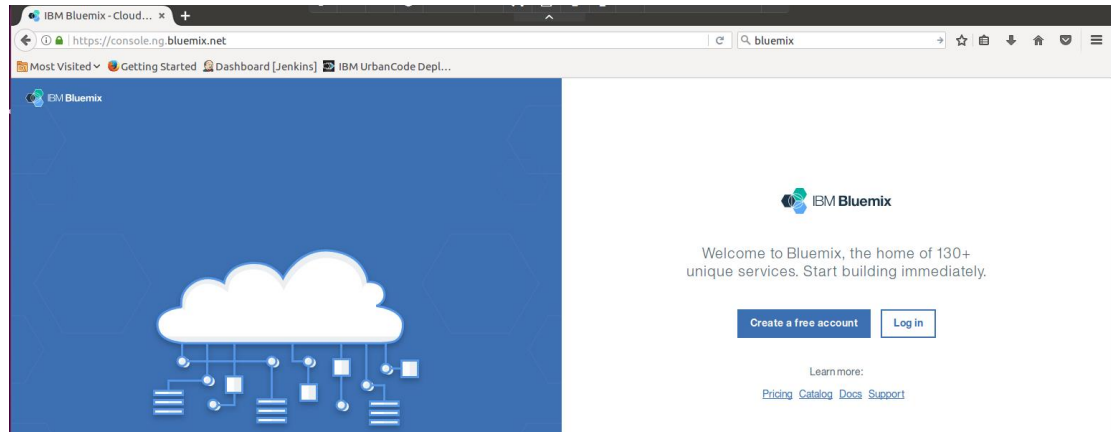 IBM Bluemix - Cloud...
https://console.ng.bluemix.net
bluemix
Most Visited
Getting Started
Dashboard [Jenkins]
IBM UrbanCode Depl...
IBM Bluemix
IBM Bluemix
Welcome to Bluemix, the home of 130+
unique services. Start building immediately.
Create a free account
Log in
Learn more:
Pricing Catalog Docs Support